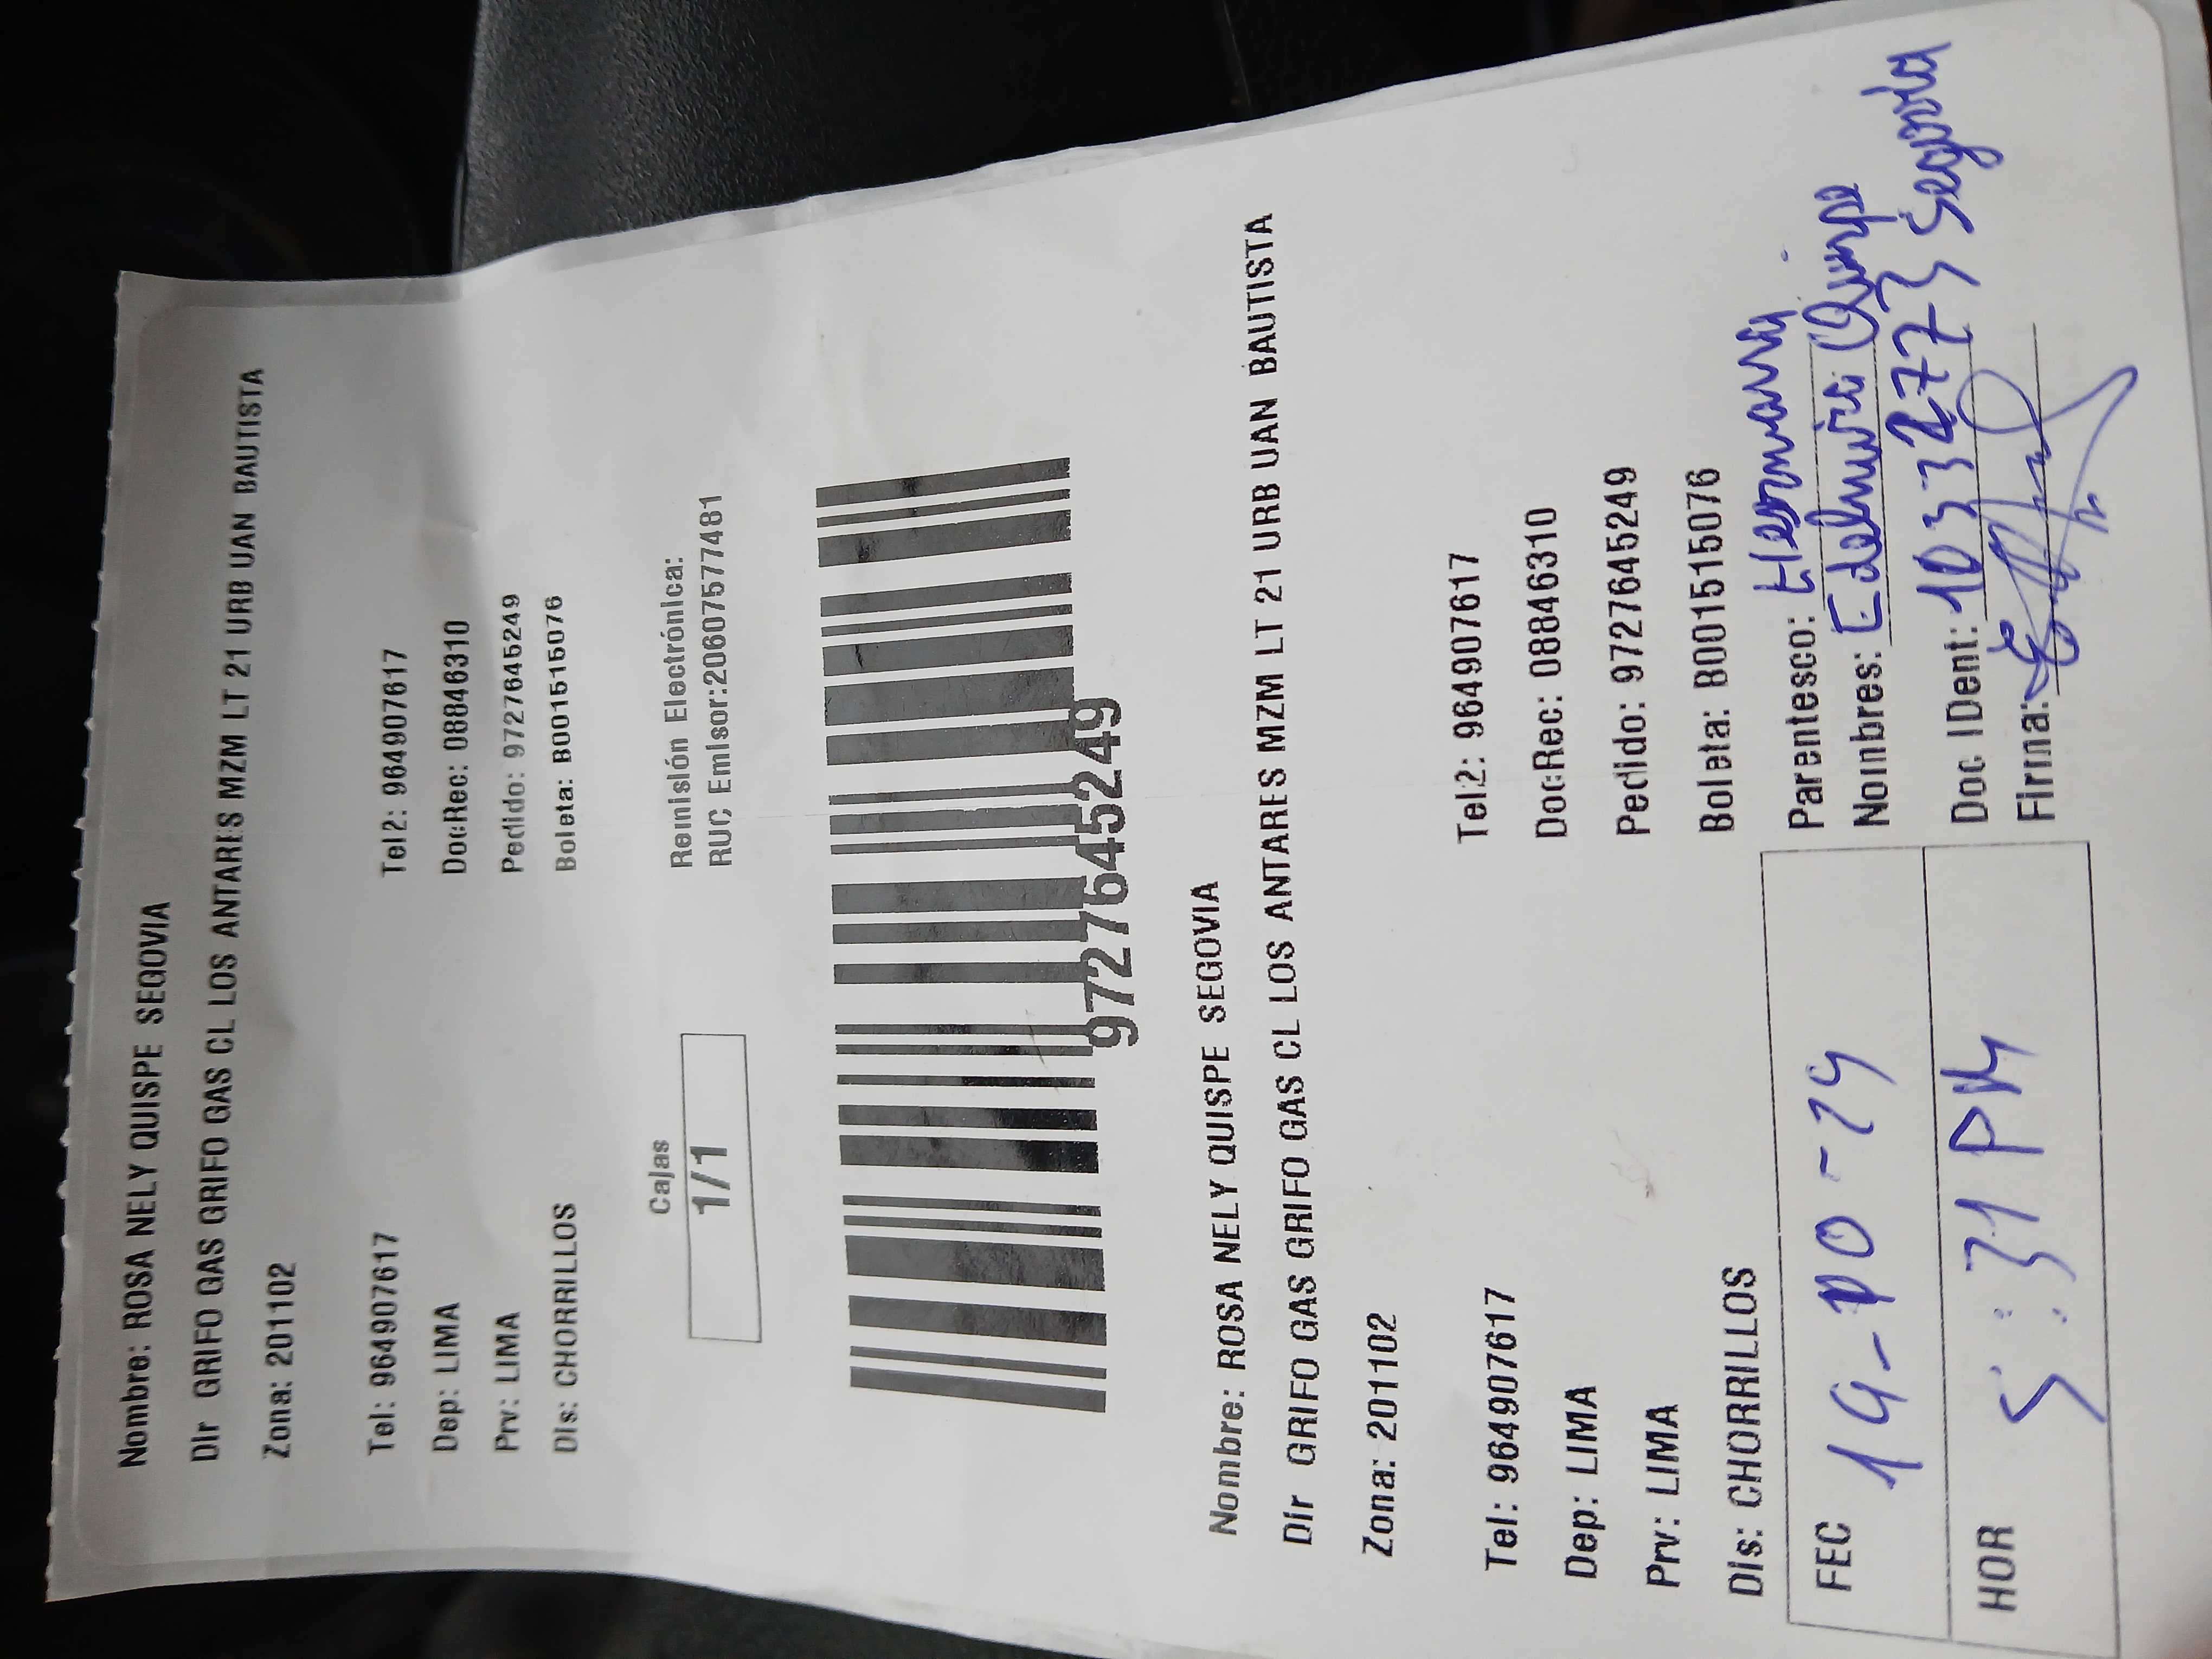 Nombre: ROSA NELY QUISPE SEGOVIA
Dir GRIFO GAS GRIFO GAS CL LOS ANTARES MZM LT 21 URB UAN BAUTISTA
Zona: 201102
Tel: 964907617 Tel2: 964907617
Dep: LIMA DocRec: 08846310
Prv: LIMA Pedido: 9727645249
Dis: CHORRILLOS Boleta: B001515076
Cajas Remisión Electrónica:
1/1 RUC Emisor:20607577481
9727645249
Nombre: ROSA NELY QUISPE SEGOVIA
Dir GRIFO GAS GRIFO GAS CL LOS ANTARES MZM LT 21 URB UAN BAUTISTA
Zona: 201102
Tel: 964907617 Tel2: 964907617
Dep: LIMA DocRec: 08846310
Prv: LIMA Pedido: 9727645249
Dis: CHORRILLOS Boleta: B001515076
FEC 19-10-24 Parentesco: Hermana
Nombres: Edelmira Quispe Segovia
HOR 5:31 PM Doc IDent: 10332773
Firma: